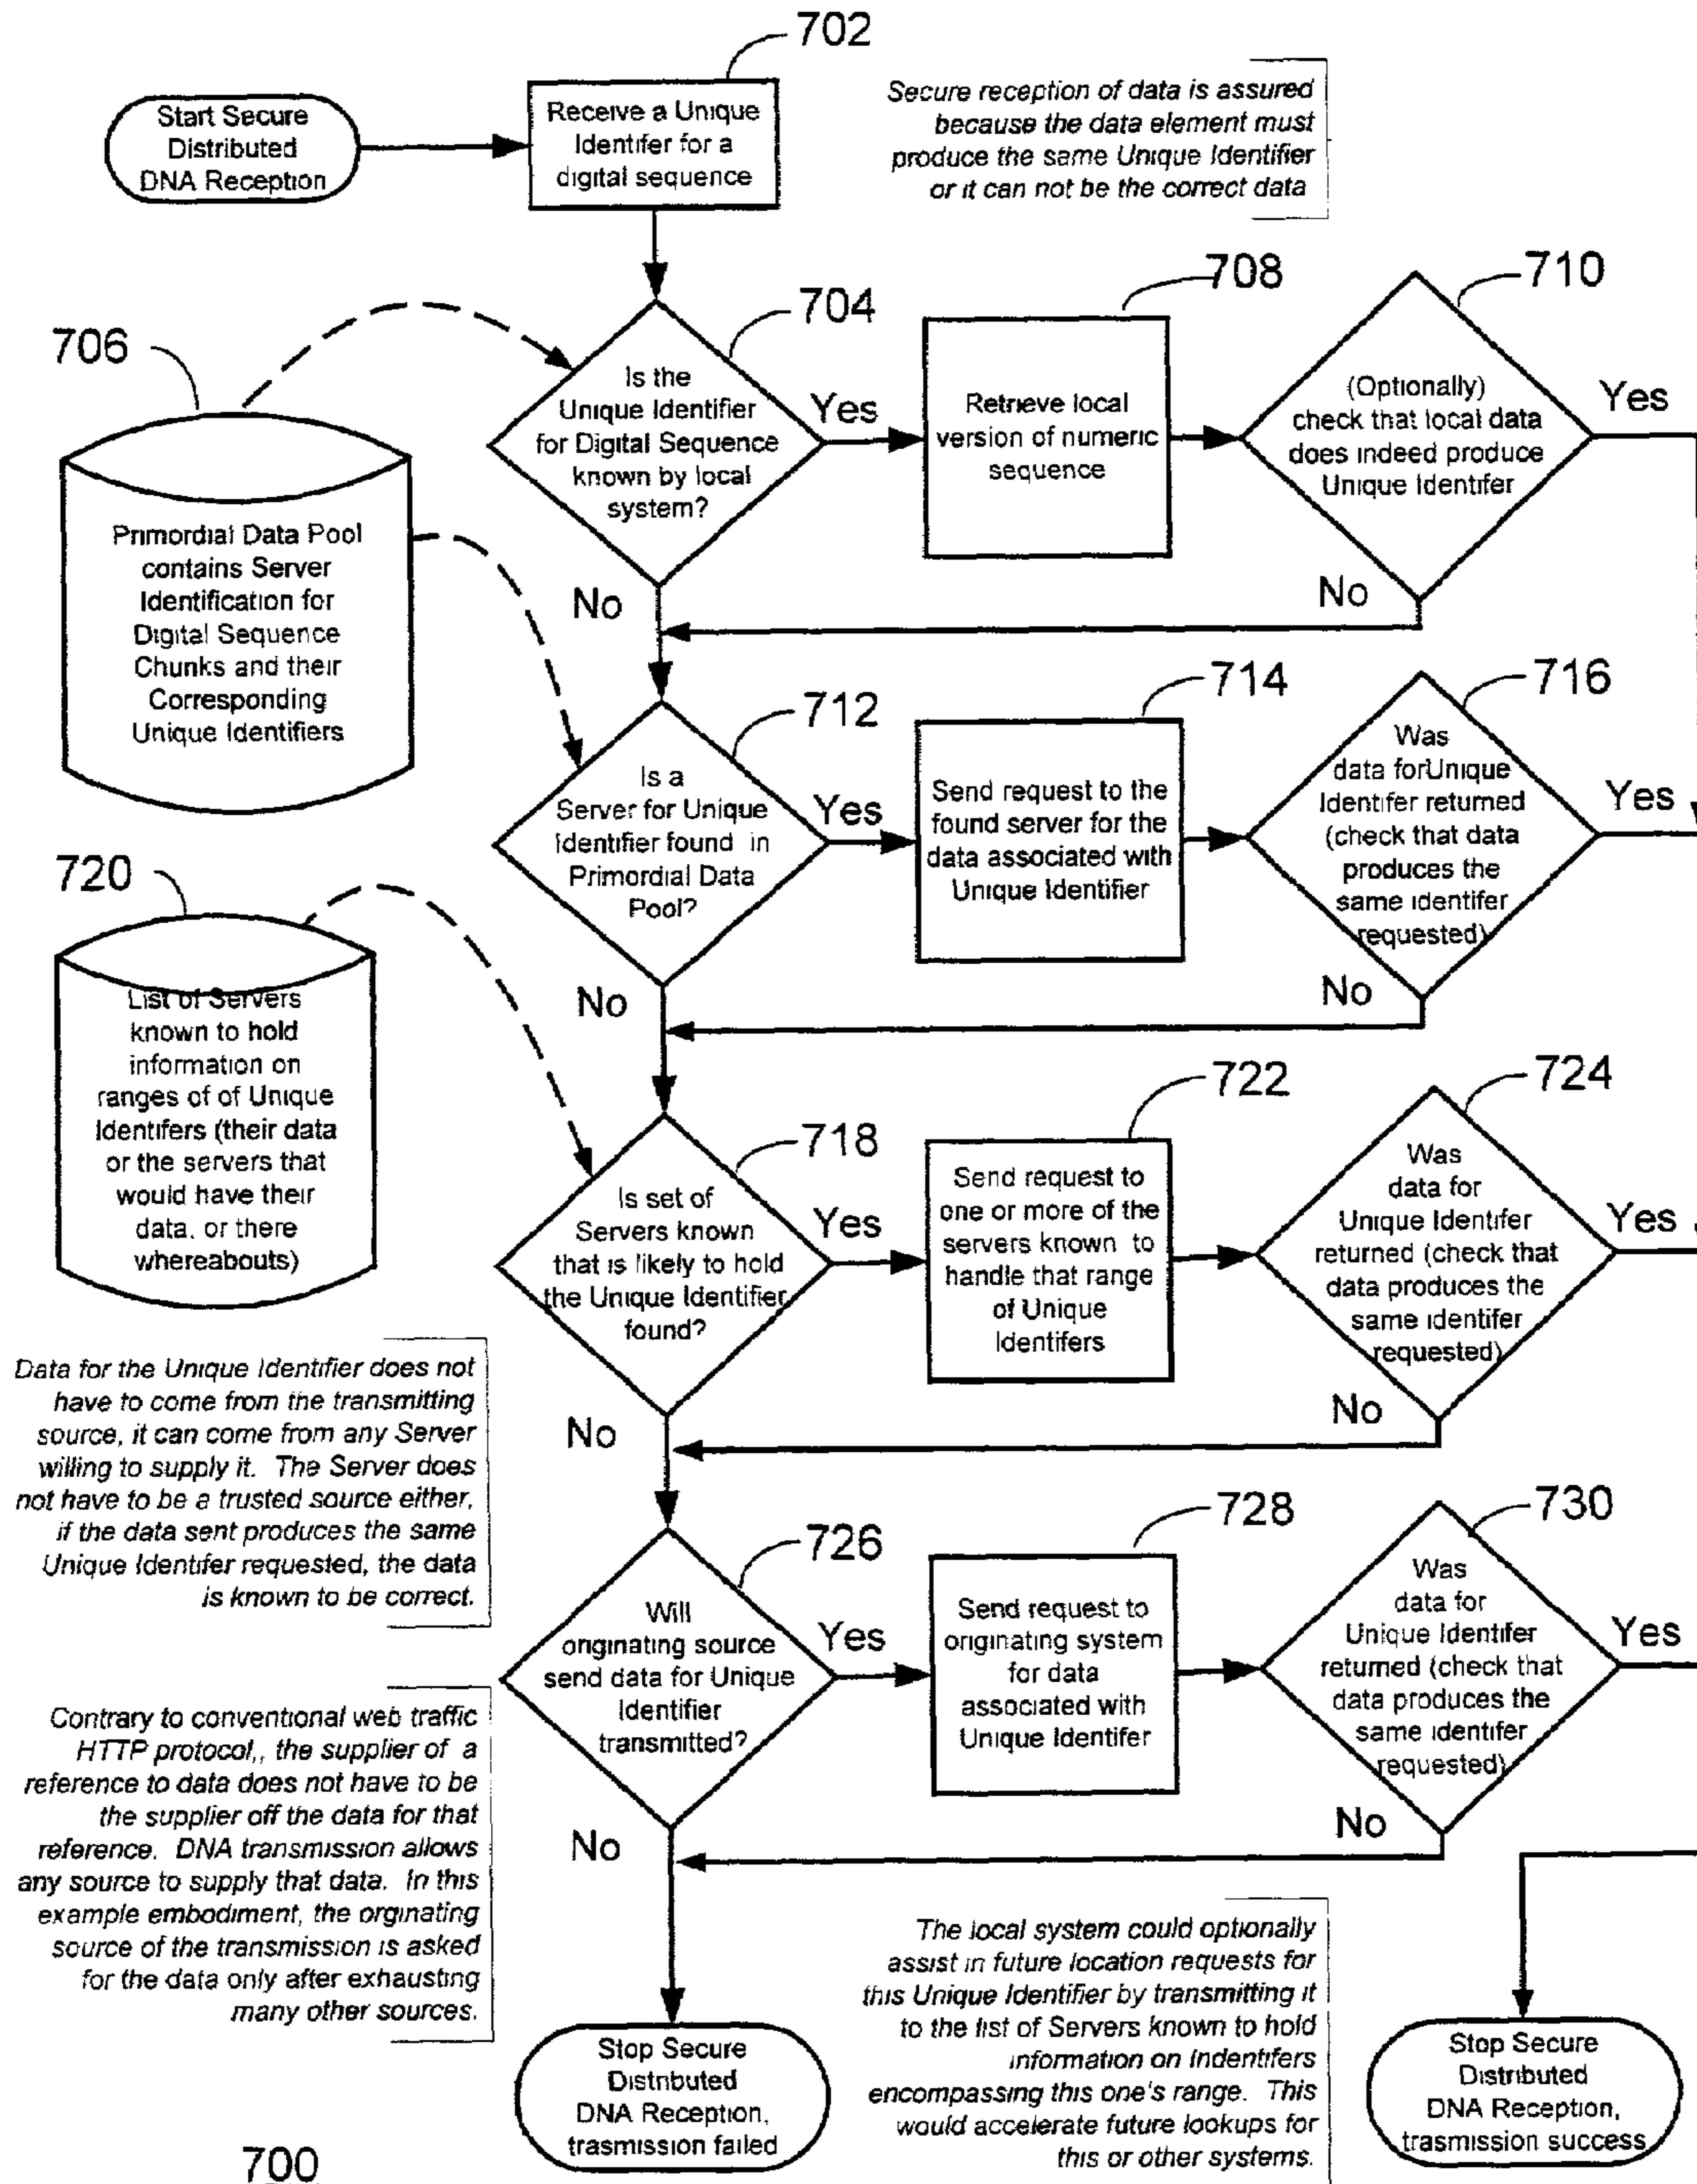 702
Start Secure
Distributed
DNA Reception
Receive a Unique
Identifer for a
digital sequence
Secure reception of data is assured
because the data element must
produce the same Unique Identifier
or it can not be the correct data
704
Is the
Unique Identifier
for Digital Sequence
known by local
system?
Yes
No
706
Primordial Data Pool
contains Server
Identification for
Digital Sequence
Chunks and their
Corresponding
Unique Identifiers
708
Retrieve local
version of numeric
sequence
710
(Optionally)
check that local data
does indeed produce
Unique Identifer
Yes
No
712
Is a
Server for Unique
Identifier found in
Primordial Data
Pool?
Yes
No
714
Send request to the
found server for the
data associated with
Unique Identifier
716
Was
data forUnique
Identifer returned
(check that data
produces the
same identifer
requested)
Yes
No
720
List of Servers
known to hold
information on
ranges of of Unique
Identifers (their data
or the servers that
would have their
data, or there
whereabouts)
718
Is set of
Servers known
that is likely to hold
the Unique Identifier
found?
Yes
No
722
Send request to
one or more of the
servers known to
handle that range
of Unique
Identifers
724
Was
data for
Unique Identifer
returned (check that
data produces the
same identifer
requested)
Yes
No
Data for the Unique Identifier does not
have to come from the transmitting
source, it can come from any Server
willing to supply it. The Server does
not have to be a trusted source either,
if the data sent produces the same
Unique Identifer requested, the data
is known to be correct.
726
Will
originating source
send data for Unique
Identifier
transmitted?
Yes
No
728
Send request to
originating system
for data
associated with
Unique Identifer
730
Was
data for
Unique Identifer
returned (check that
data produces the
same identifer
requested)
Yes
No
Contrary to conventional web traffic
HTTP protocol,, the supplier of a
reference to data does not have to be
the supplier off the data for that
reference. DNA transmission allows
any source to supply that data. In this
example embodiment, the orginating
source of the transmission is asked
for the data only after exhausting
many other sources.
Stop Secure
Distributed
DNA Reception,
trasmission failed
The local system could optionally
assist in future location requests for
this Unique Identifier by transmitting it
to the list of Servers known to hold
information on Indentifers
encompassing this one's range. This
would accelerate future lookups for
this or other systems.
Stop Secure
Distributed
DNA Reception,
trasmission success
700